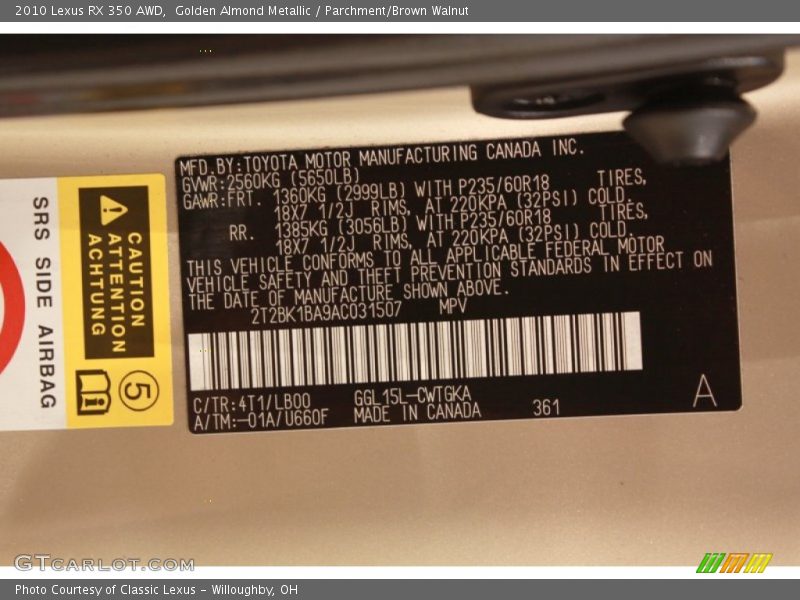 2010 Lexus RX 350 AWD,  Golden Almond Metallic / Parchment/Brown Walnut
MFD.BY:TOYOTA MOTOR MANUFACTURING CANADA INC.
GVWR:2560KG (5650LB)
GAWR:FRT. 1360KG (2999LB) WITH P235/60R18 TIRES,
18X7 1/2J RIMS, AT 220KPA (32PSI) COLD.
RR. 1385KG (3056LB) WITH P235/60R18 TIRES,
18X7 1/2J RIMS, AT 220KPA (32PSI) COLD.
THIS VEHICLE CONFORMS TO ALL APPLICABLE FEDERAL MOTOR
VEHICLE SAFETY AND THEFT PREVENTION STANDARDS IN EFFECT ON
THE DATE OF MANUFACTURE SHOWN ABOVE.
2T2BK1BA9AC031507 MPV
C/TR:4T1/LB00 GGL15L-CWTGKA
A/TM:-01A/U660F MADE IN CANADA 361
A
CAUTION
ATTENTION
ACHTUNG
5
SRS SIDE AIRBAG
GTCarLot.com
Photo Courtesy of Classic Lexus - Willoughby, OH